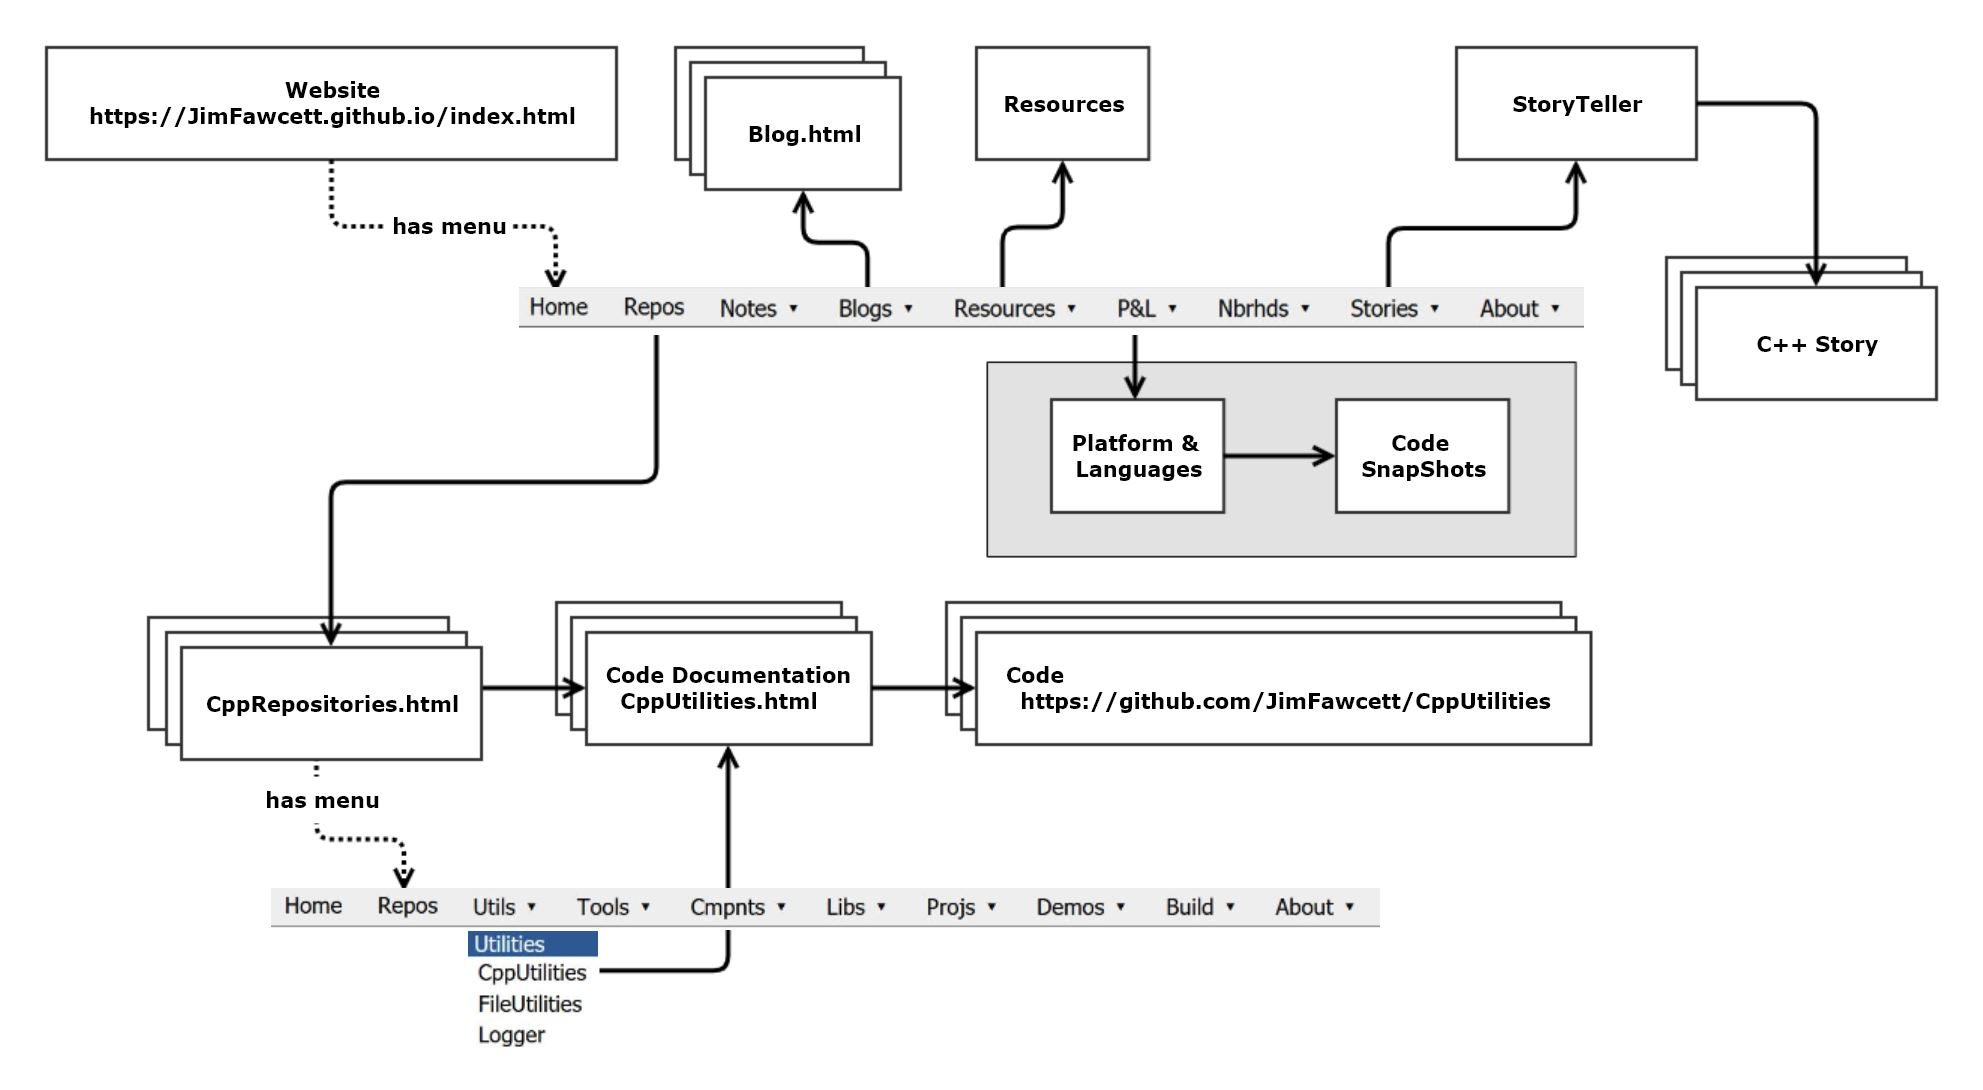 Website
https://JimFawcett.github.io/index.html
Blog.html
Resources
StoryTeller
has menu
Home Repos Notes ▼ Blogs ▼ Resources ▼ P&L ▼ Nbrhds ▼ Stories ▼ About ▼
C++ Story
Platform &
Languages
Code
SnapShots
CppRepositories.html
Code Documentation
CppUtilities.html
Code
https://github.com/JimFawcett/CppUtilities
has menu
Home Repos Utils ▼ Tools ▼ Cmpnts ▼ Libs ▼ Projs ▼ Demos ▼ Build ▼ About ▼
Utilities
CppUtilities
FileUtilities
Logger